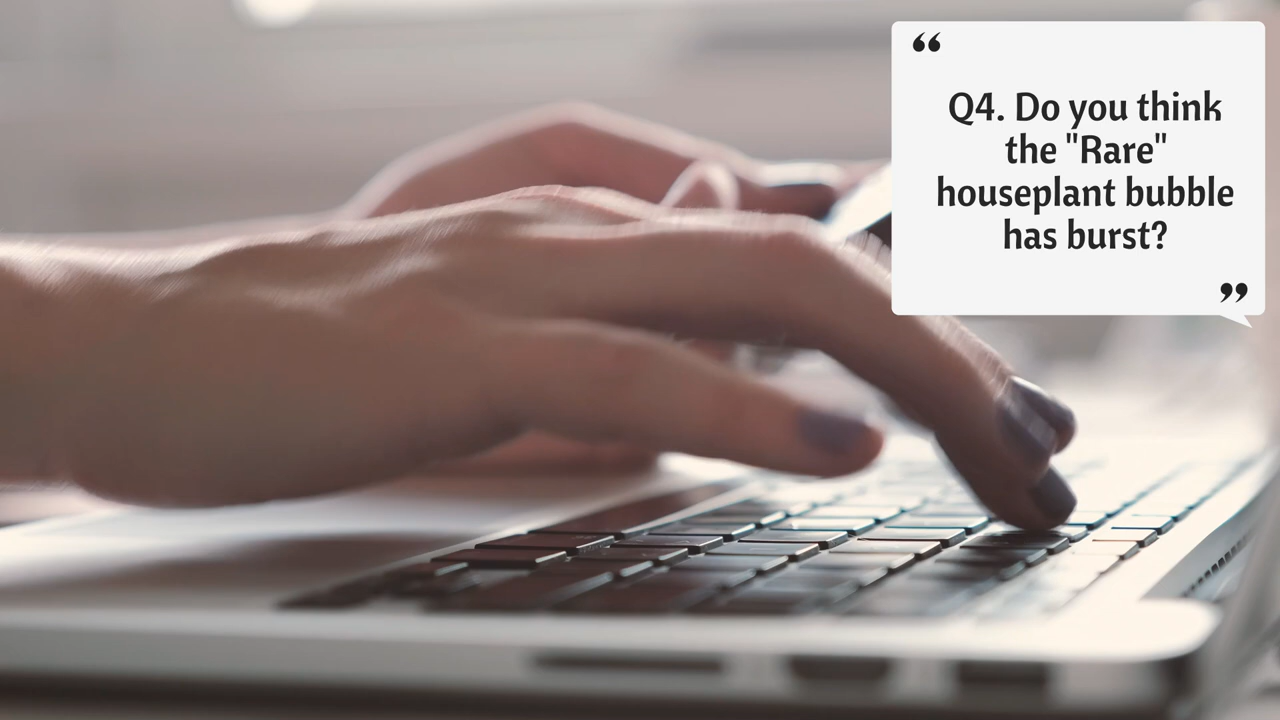 “
Q4. Do you think
the "Rare"
houseplant bubble
has burst?
”